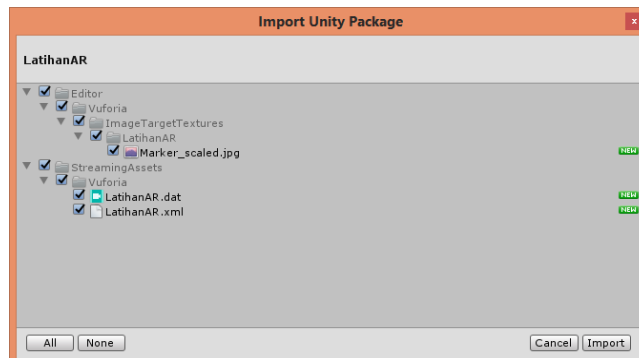 Import Unity Package
x
LatihanAR
Editor
Vuforia
ImageTargetTextures
LatihanAR
Marker_scaled.jpg NEW
StreamingAssets
Vuforia
LatihanAR.dat NEW
LatihanAR.xml NEW
All None Cancel Import